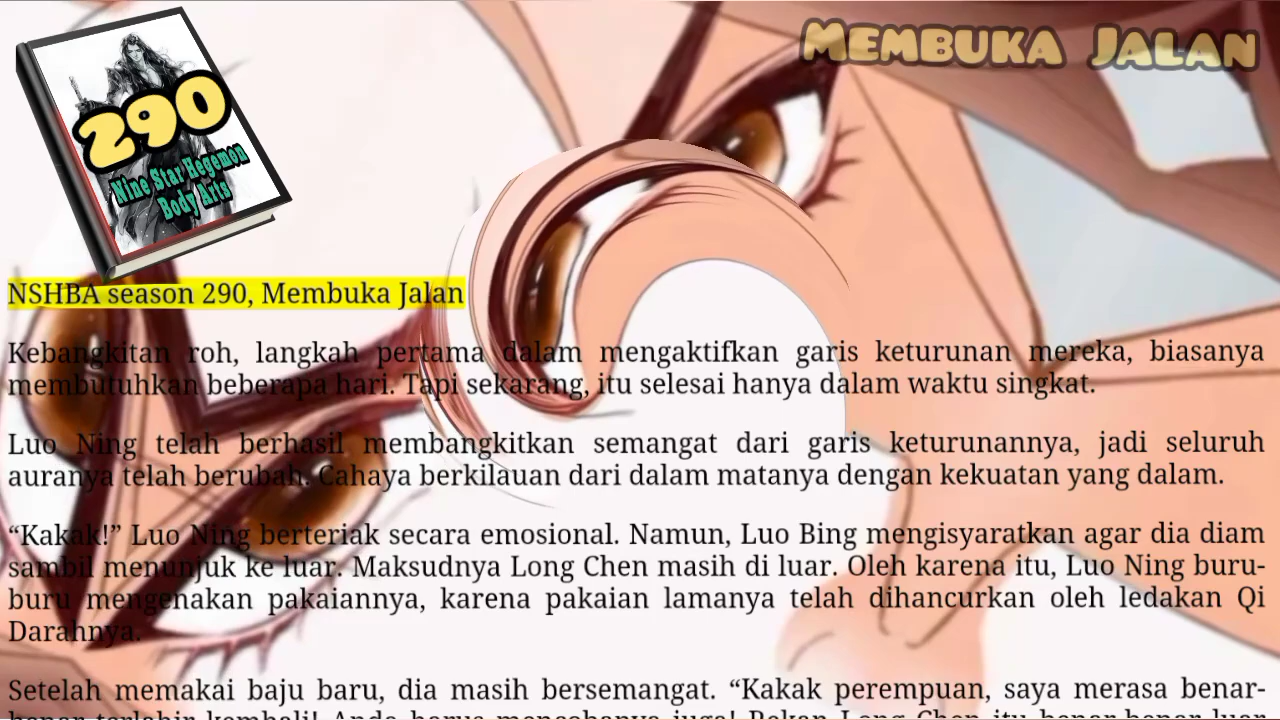 Membuka Jalan
290
Nine Star Hegemon
Body Arts
NSHBA season 290, Membuka Jalan
Kebangkitan roh, langkah pertama dalam mengaktifkan garis keturunan mereka, biasanya
membutuhkan beberapa hari. Tapi sekarang, itu selesai hanya dalam waktu singkat.
Luo Ning telah berhasil membangkitkan semangat dari garis keturunannya, jadi seluruh
auranya telah berubah. Cahaya berkilauan dari dalam matanya dengan kekuatan yang dalam.
“Kakak!” Luo Ning berteriak secara emosional. Namun, Luo Bing mengisyaratkan agar dia diam
sambil menunjuk ke luar. Maksudnya Long Chen masih di luar. Oleh karena itu, Luo Ning buru-
buru mengenakan pakaiannya, karena pakaian lamanya telah dihancurkan oleh ledakan Qi
Darahnya.
Setelah memakai baju baru, dia masih bersemangat. “Kakak perempuan, saya merasa benar-